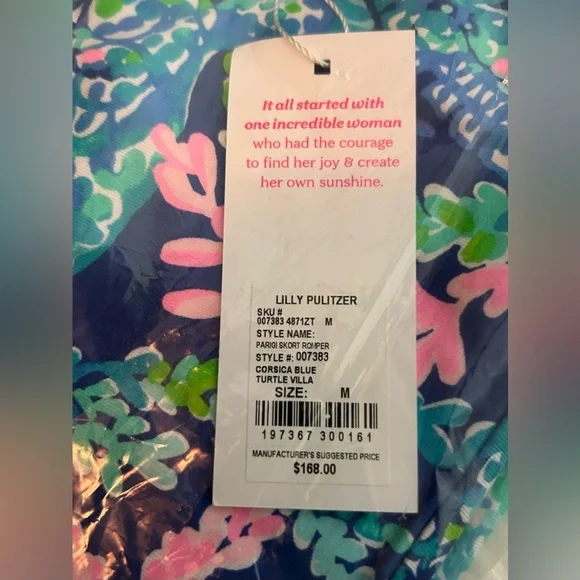 It all started with
one incredible woman
who had the courage
to find her joy & create
her own sunshine.
LILLY PULITZER
SKU #
007383 4871ZT M
STYLE NAME:
PARIGI SKORT ROMPER
STYLE #: 007383
CORSICA BLUE
TURTLE VILLA
SIZE: M
197367 300161
MANUFACTURER'S SUGGESTED PRICE
$168.00